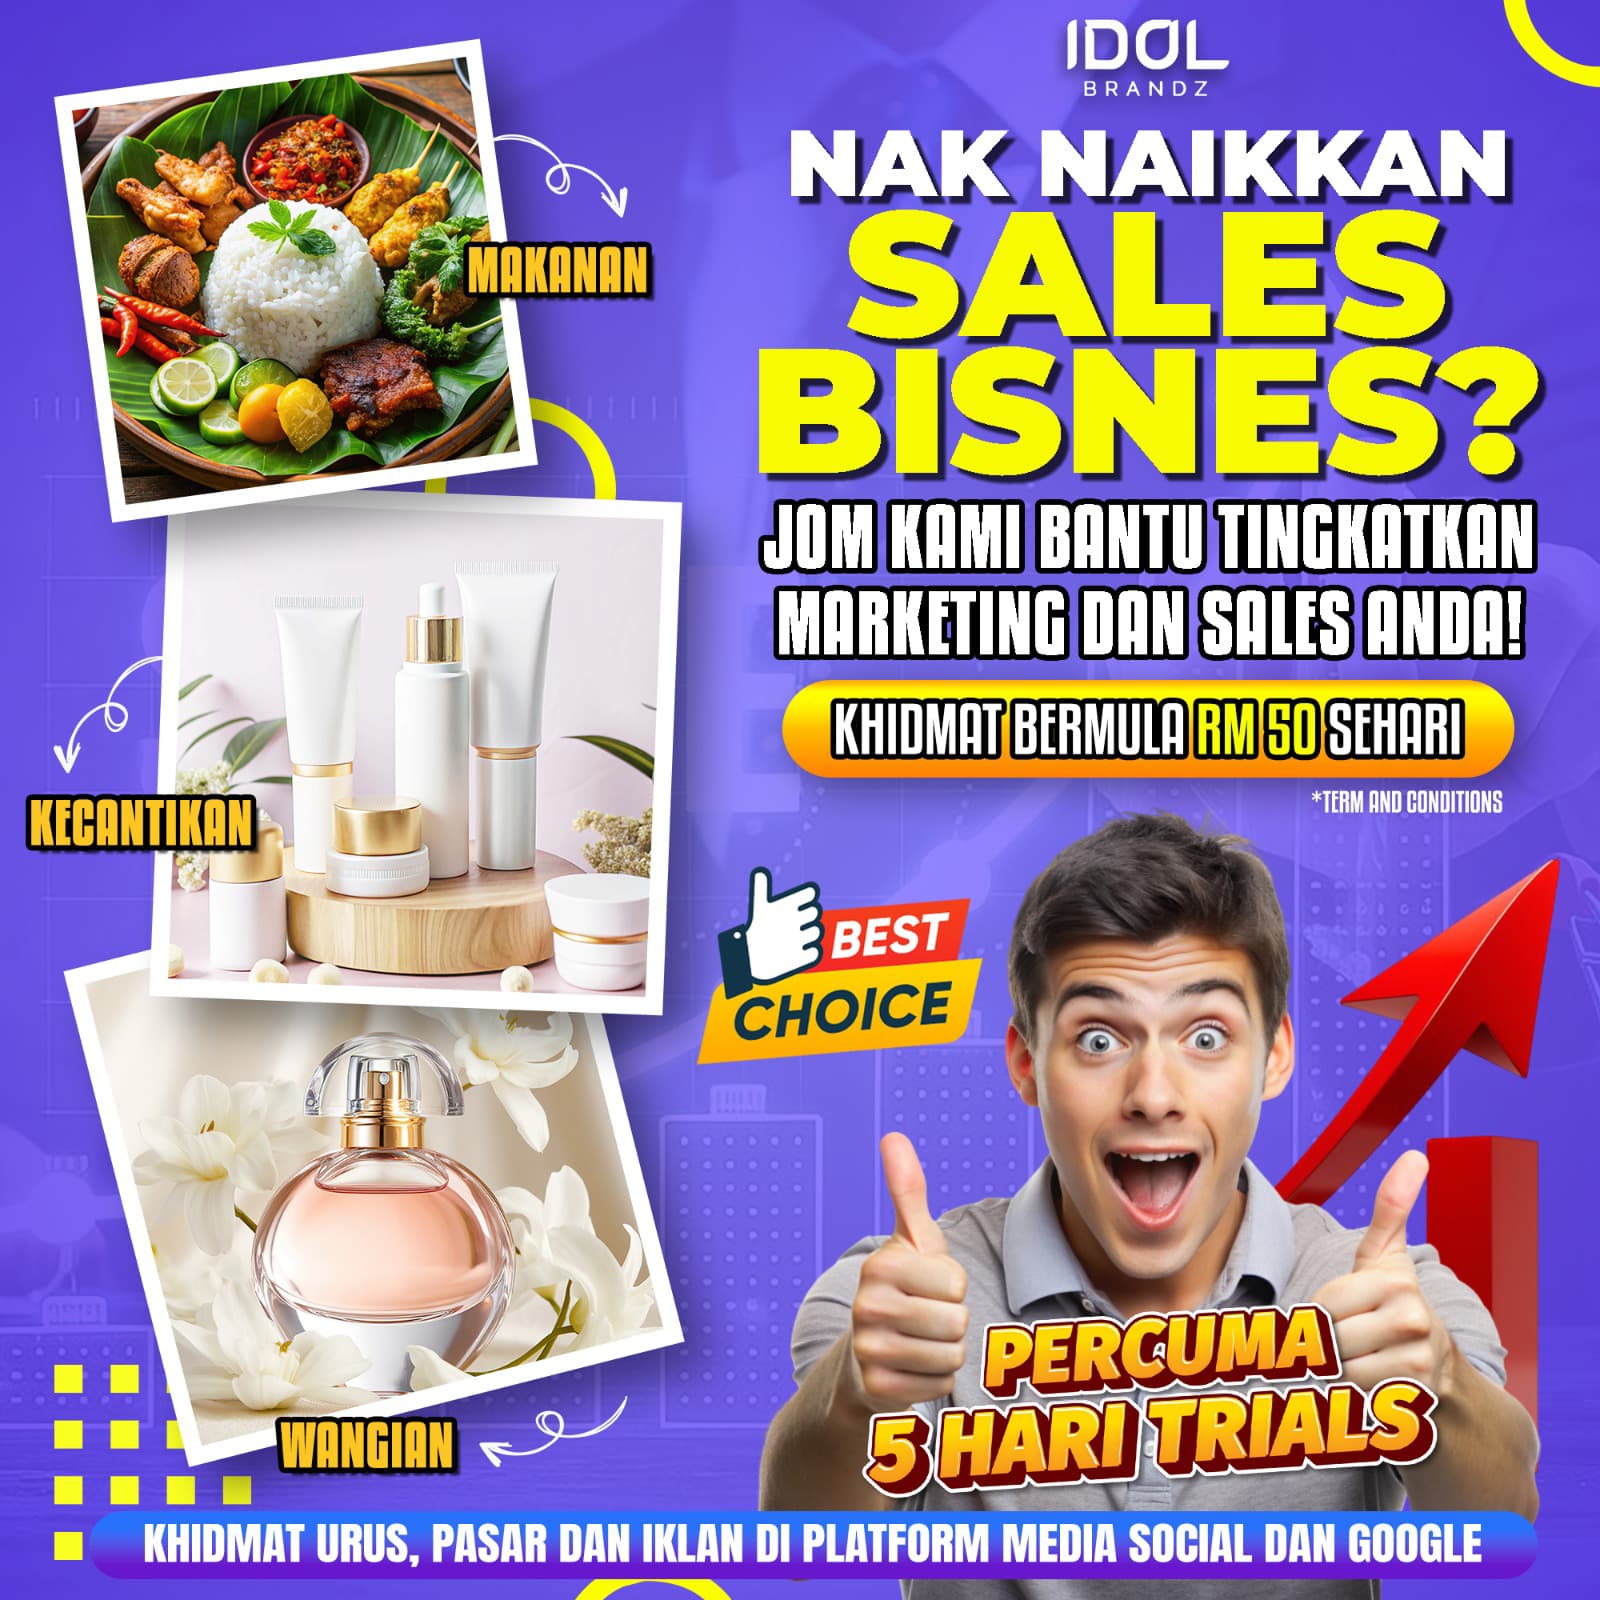 IDOL
BRANDZ
NAK NAIKKAN
SALES
BISNES?
JOM KAMI BANTU TINGKATKAN
MARKETING DAN SALES ANDA!
KHIDMAT BERMULA RM 50 SEHARI
*TERM AND CONDITIONS
MAKANAN
KECANTIKAN
WANGIAN
BEST
CHOICE
PERCUMA
5 HARI TRIALS
KHIDMAT URUS, PASAR DAN IKLAN DI PLATFORM MEDIA SOCIAL DAN GOOGLE